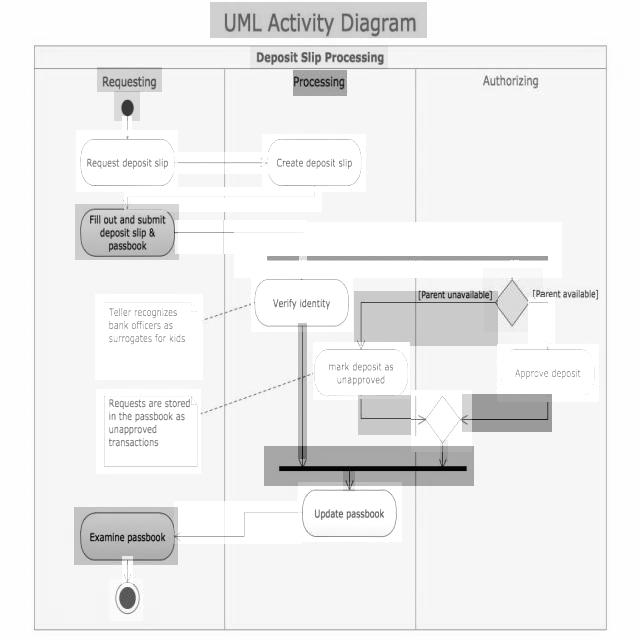 UML Activity Diagram
Deposit Slip Processing
Requesting
Processing
Authorizing
Request deposit slip
Create deposit slip
Fill out and submit
deposit slip &
passbook
Verify identity
[Parent unavailable]
[Parent available]
Teller recognizes
bank officers as
surrogates for kids
mark deposit as
unapproved
Approve deposit
Requests are stored
in the passbook as
unapproved
transactions
Update passbook
Examine passbook